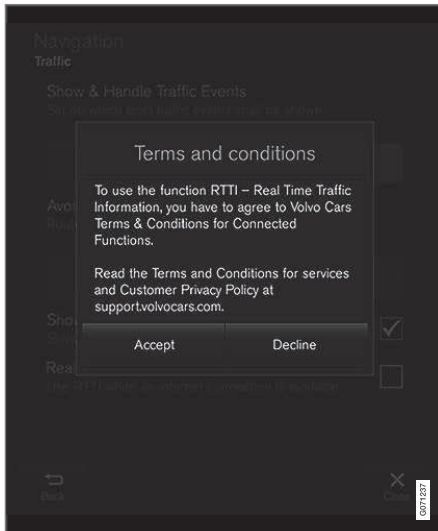 Navigation
Traffic
Show & Handle Traffic Events
Terms and conditions
To use the function RTTI – Real Time Traffic
Information, you have to agree to Volvo Cars
Terms & Conditions for Connected
Functions.
Read the Terms and Conditions for services
and Customer Privacy Policy at
support.volvocars.com.
Accept
Decline
Back
Close
G071237